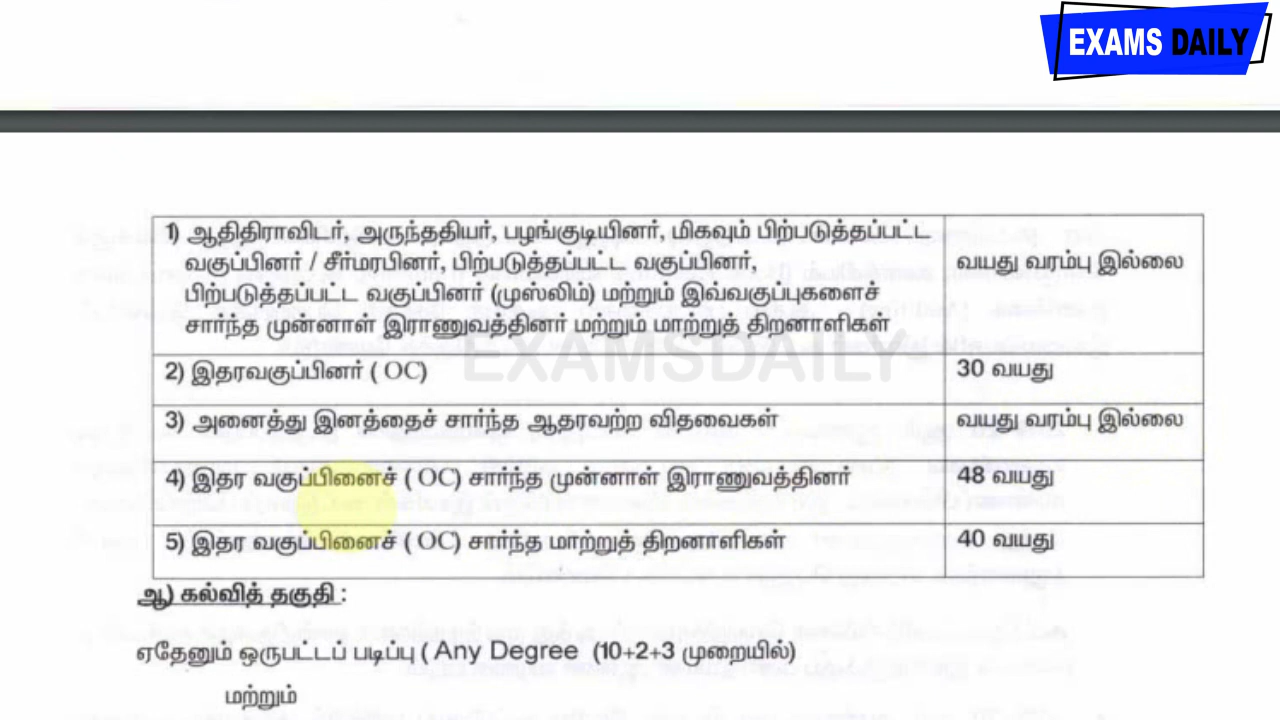 EXAMS DAILY
1) ஆதிதிராவிடர், அருந்ததியர், பழங்குடியினர், மிகவும் பிற்படுத்தப்பட்ட
வகுப்பினர் / சீர்மரபினர், பிற்படுத்தப்பட்ட வகுப்பினர்,
பிற்படுத்தப்பட்ட வகுப்பினர் (முஸ்லிம்) மற்றும் இவ்வகுப்புகளைச்
சார்ந்த முன்னாள் இராணுவத்தினர் மற்றும் மாற்றுத் திறனாளிகள்
வயது வரம்பு இல்லை
EXAMSDAILY
2) இதரவகுப்பினர் ( OC)
30 வயது
3) அனைத்து இனத்தைச் சார்ந்த ஆதரவற்ற விதவைகள்
வயது வரம்பு இல்லை
4) இதர வகுப்பினைச் ( OC) சார்ந்த முன்னாள் இராணுவத்தினர்
48 வயது
5) இதர வகுப்பினைச் ( OC) சார்ந்த மாற்றுத் திறனாளிகள்
40 வயது
ஆ) கல்வித் தகுதி :
ஏதேனும் ஒருபட்டப் படிப்பு ( Any Degree (10+2+3 முறையில்)
மற்றும்